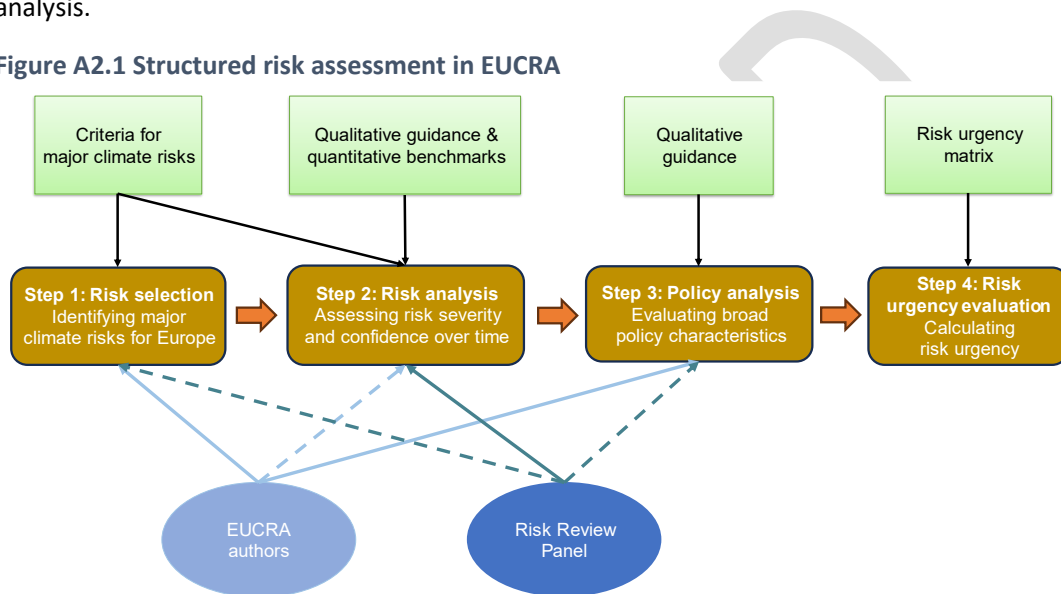 analysis.
Figure A2.1 Structured risk assessment in EUCRA
Criteria for
major climate risks
Qualitative guidance &
quantitative benchmarks
Qualitative
guidance
Risk urgency
matrix
Step 1: Risk selection
Identifying major
climate risks for Europe
Step 2: Risk analysis
Assessing risk severity
and confidence over time
Step 3: Policy analysis
Evaluating broad
policy characteristics
Step 4: Risk
urgency evaluation
Calculating
risk urgency
EUCRA
authors
Risk Review
Panel